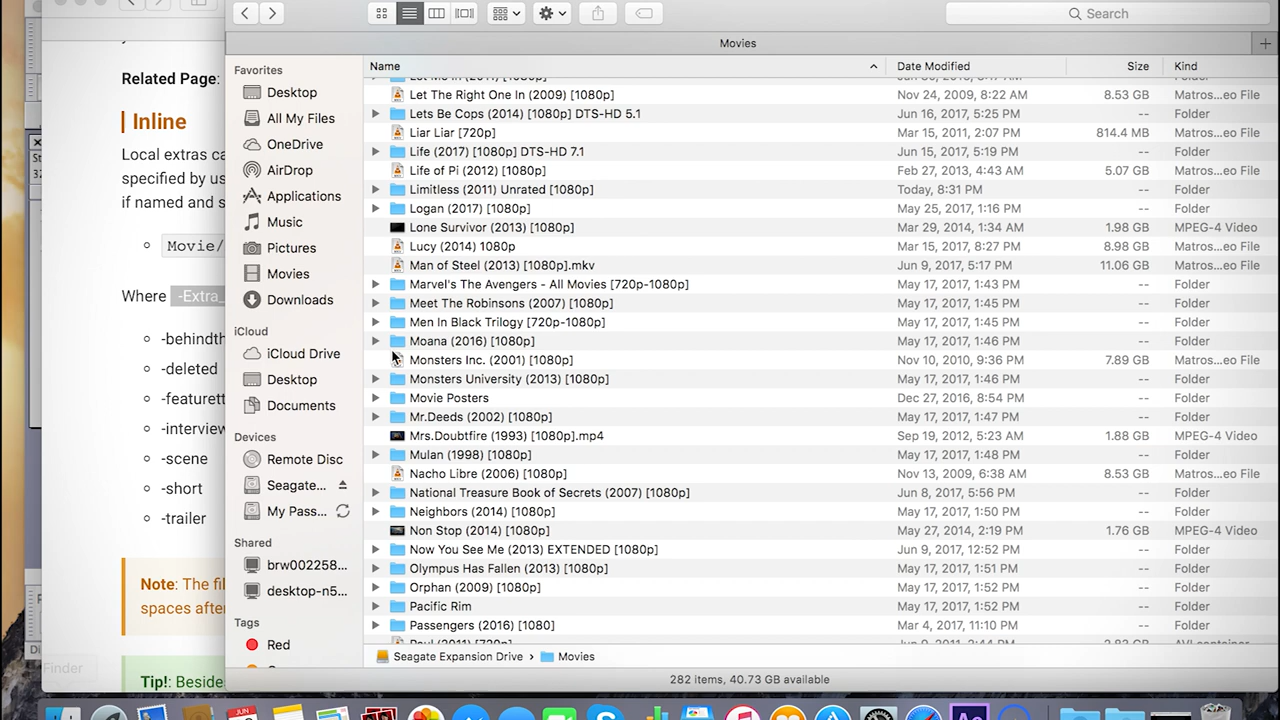 Search
Movies
Related Page:
Inline
Local extras ca
specified by us
if named and s
Movie/
Where -Extra_
-behindth
-deleted
-featurett
-interview
-scene
-short
-trailer
Note: The fil
spaces after
Tip!: Beside
Finder
Favorites
Desktop
All My Files
OneDrive
AirDrop
Applications
Music
Pictures
Movies
Downloads
iCloud
iCloud Drive
Desktop
Documents
Devices
Remote Disc
Seagate...
My Pass...
Shared
brw002258...
desktop-n5...
Tags
Red
Name Date Modified Size Kind
Let The Right One In (2009) [1080p] Nov 24, 2009, 8:22 AM 8.53 GB Matros...eo File
Lets Be Cops (2014) [1080p] DTS-HD 5.1 Jun 16, 2017, 5:25 PM -- Folder
Liar Liar [720p] Mar 15, 2011, 2:07 PM 814.4 MB Matros...eo File
Life (2017) [1080p] DTS-HD 7.1 Jun 15, 2017, 5:19 PM -- Folder
Life of Pi (2012) [1080p] Feb 27, 2013, 4:43 AM 5.07 GB Matros...eo File
Limitless (2011) Unrated [1080p] Today, 8:31 PM -- Folder
Logan (2017) [1080p] May 25, 2017, 1:16 PM -- Folder
Lone Survivor (2013) [1080p] Mar 29, 2014, 1:34 AM 1.98 GB MPEG-4 Video
Lucy (2014) 1080p Mar 15, 2017, 8:27 PM 8.98 GB Matros...eo File
Man of Steel (2013) [1080p].mkv Jun 9, 2017, 5:17 PM 11.06 GB Matros...eo File
Marvel's The Avengers - All Movies [720p-1080p] May 17, 2017, 1:43 PM -- Folder
Meet The Robinsons (2007) [1080p] May 17, 2017, 1:45 PM -- Folder
Men In Black Trilogy [720p-1080p] May 17, 2017, 1:45 PM -- Folder
Moana (2016) [1080p] May 17, 2017, 1:46 PM -- Folder
Monsters Inc. (2001) [1080p] Nov 10, 2010, 9:36 PM 7.89 GB Matros...eo File
Monsters University (2013) [1080p] May 17, 2017, 1:46 PM -- Folder
Movie Posters Dec 27, 2016, 8:54 PM -- Folder
Mr.Deeds (2002) [1080p] May 17, 2017, 1:47 PM -- Folder
Mrs.Doubtfire (1993) [1080p].mp4 Sep 19, 2012, 5:23 AM 1.88 GB MPEG-4 Video
Mulan (1998) [1080p] May 17, 2017, 1:48 PM -- Folder
Nacho Libre (2006) [1080p] Nov 13, 2009, 6:38 AM 8.53 GB Matros...eo File
National Treasure Book of Secrets (2007) [1080p] Jun 8, 2017, 5:56 PM -- Folder
Neighbors (2014) [1080p] May 17, 2017, 1:50 PM -- Folder
Non Stop (2014) [1080p] May 27, 2014, 2:19 PM 1.76 GB MPEG-4 Video
Now You See Me (2013) EXTENDED [1080p] Jun 9, 2017, 12:52 PM -- Folder
Olympus Has Fallen (2013) [1080p] May 17, 2017, 1:51 PM -- Folder
Orphan (2009) [1080p] May 17, 2017, 1:52 PM -- Folder
Pacific Rim May 17, 2017, 1:52 PM -- Folder
Passengers (2016) [1080] Mar 4, 2017, 11:10 PM -- Folder
Seagate Expansion Drive › Movies
282 items, 40.73 GB available